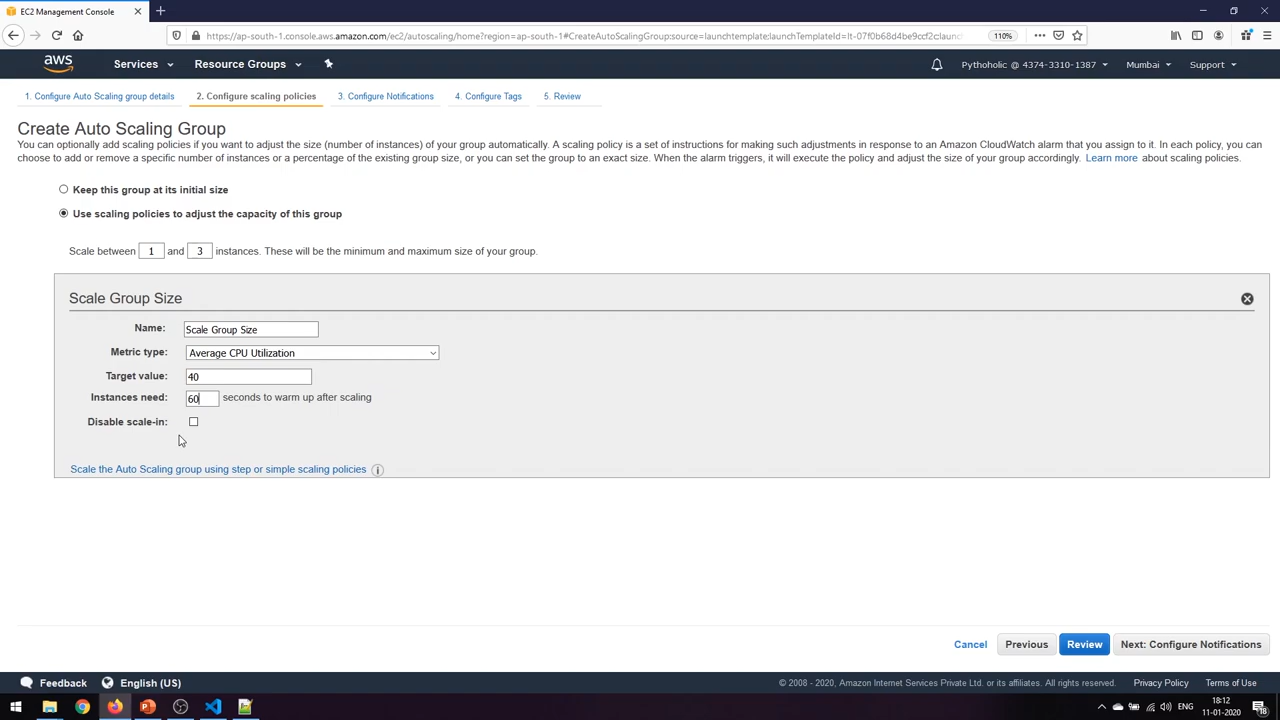 EC2 Management Console
https://ap-south-1.console.aws.amazon.com/ec2/autoscaling/home?region=ap-south-1#CreateAutoScalingGroup:source=launchtemplate;launchTemplateId=lt-07f0b68d4be9ccf2c;launch
110%
aws
Services
Resource Groups
Pythoholic @ 4374-3310-1387
Mumbai
Support
1. Configure Auto Scaling group details
2. Configure scaling policies
3. Configure Notifications
4. Configure Tags
5. Review
Create Auto Scaling Group
You can optionally add scaling policies if you want to adjust the size (number of instances) of your group automatically. A scaling policy is a set of instructions for making such adjustments in response to an Amazon CloudWatch alarm that you assign to it. In each policy, you can
choose to add or remove a specific number of instances or a percentage of the existing group size, or you can set the group to an exact size. When the alarm triggers, it will execute the policy and adjust the size of your group accordingly. Learn more about scaling policies.
Keep this group at its initial size
Use scaling policies to adjust the capacity of this group
Scale between 1 and 3 instances. These will be the minimum and maximum size of your group.
Scale Group Size
Name: Scale Group Size
Metric type: Average CPU Utilization
Target value: 40
Instances need: 60 seconds to warm up after scaling
Disable scale-in:
Scale the Auto Scaling group using step or simple scaling policies
Cancel
Previous
Review
Next: Configure Notifications
Feedback
English (US)
© 2008 - 2020, Amazon Internet Services Private Ltd. or its affiliates. All rights reserved.
Privacy Policy
Terms of Use
ENG
18:12
11-01-2020
18